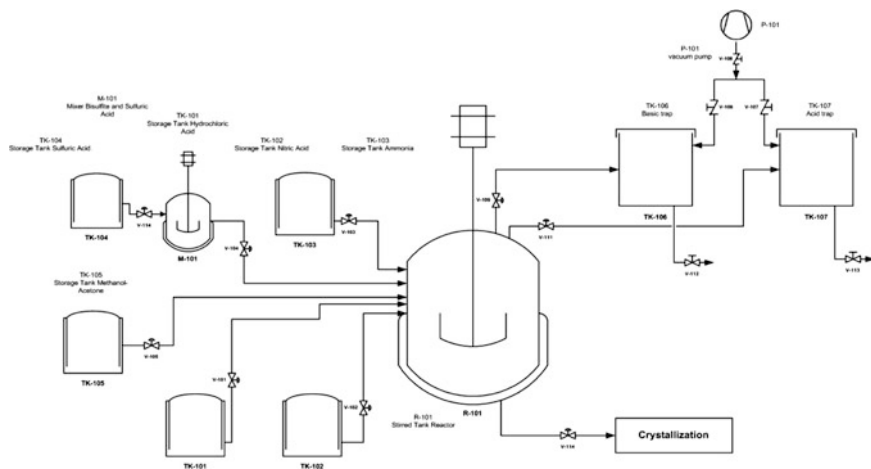 P-101
P-101
vacuum pump
V-108
M-101
Mixer Bisulfite and Sulfuric
Acid
TK-101
Storage Tank Hydrochloric
Acid
TK-104
Storage Tank Sulfuric Acid
TK-102
Storage Tank Nitric Acid
TK-103
Storage Tank Ammonia
TK-106
Basic trap
V-106
V-107
TK-107
Acid trap
TK-104
V-114
M-101
V-104
TK-103
V-103
V-111
TK-106
TK-107
V-112
V-113
TK-105
Storage Tank Methanol-
Acetone
TK-105
V-105
V-101
V-102
TK-101
TK-102
R-101
R-101
Stirred Tank Reactor
V-114
Crystallization